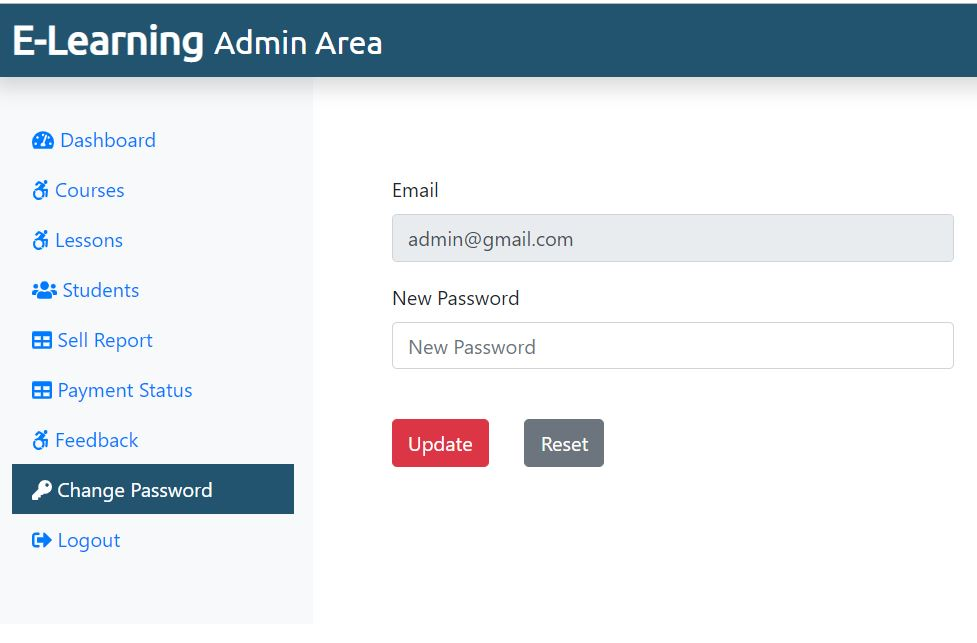 E-Learning Admin Area
Dashboard
Courses
Lessons
Students
Sell Report
Payment Status
Feedback
Change Password
Logout
Email
admin@gmail.com
New Password
New Password
Update Reset